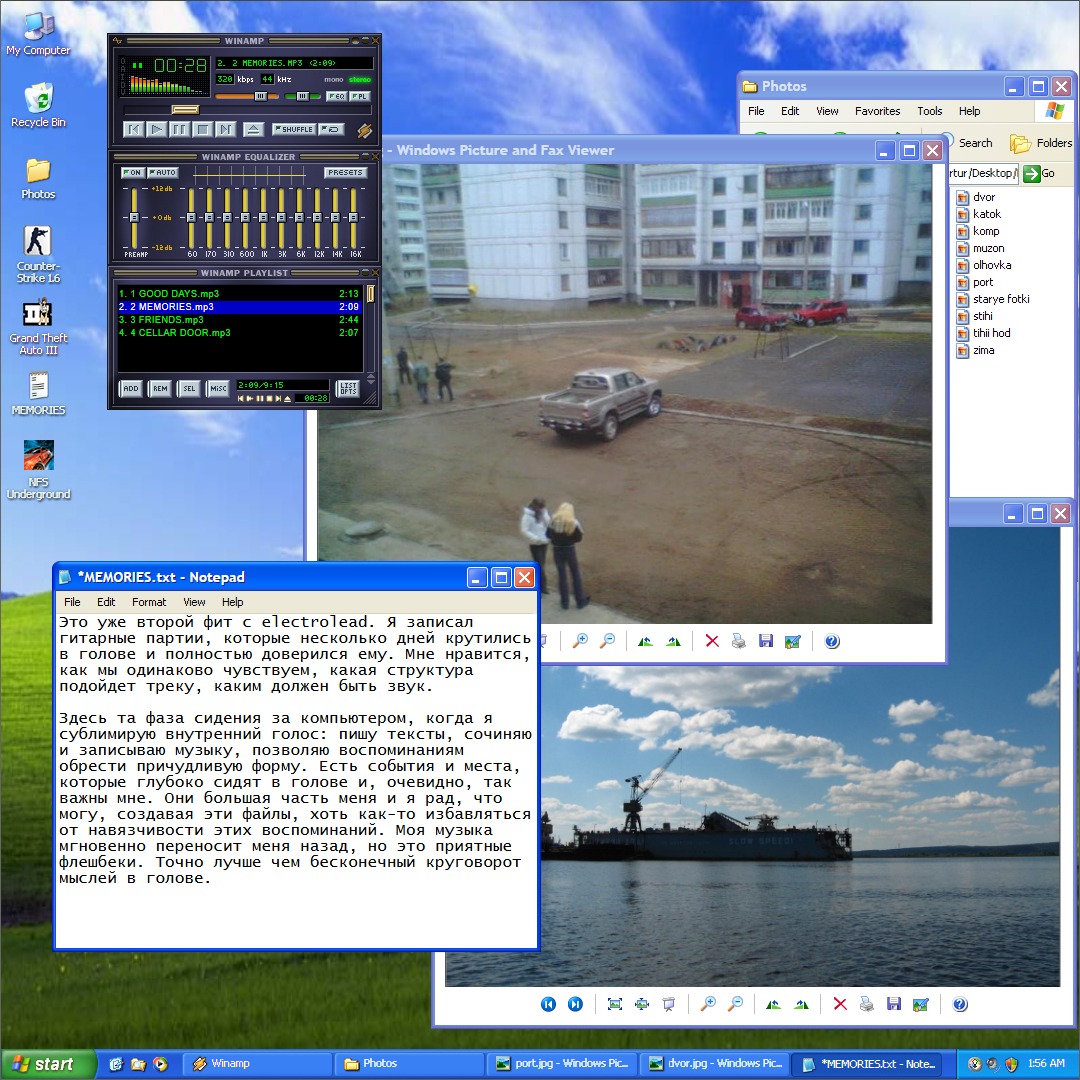 My Computer
Recycle Bin
Photos
Counter-
Strike 1.6
Grand Theft
Auto III
MEMORIES
NFS
Underground
WINAMP
00:28
2. 2 MEMORIES.MP3 (2:09)
320 kbps 44 kHz mono stereo
EQ PL
SHUFFLE
WINAMP EQUALIZER
ON AUTO PRESETS
+12db
+0db
-12db
PREAMP 60 170 310 600 1K 3K 6K 12K 14K 16K
WINAMP PLAYLIST
1. 1 GOOD DAYS.mp3 2:13
2. 2 MEMORIES.mp3 2:09
3. 3 FRIENDS.mp3 2:44
4. 4 CELLAR DOOR.mp3 2:07
ADD REM SEL MISC 2:09/9:15 LIST
OPTS
00:28
- Windows Picture and Fax Viewer
Photos
File Edit View Favorites Tools Help
Search Folders
rtur/Desktop/ Go
dvor
katok
komp
muzon
olhovka
port
starye fotki
stihi
tihii hod
zima
*MEMORIES.txt - Notepad
File Edit Format View Help
Это уже второй фит с electrolead. Я записал
гитарные партии, которые несколько дней крутились
в голове и полностью доверился ему. Мне нравится,
как мы одинаково чувствуем, какая структура
подойдет треку, каким должен быть звук.
Здесь та фаза сидения за компьютером, когда я
сублимирую внутренний голос: пишу тексты, сочиняю
и записываю музыку, позволяю воспоминаниям
обрести причудливую форму. Есть события и места,
которые глубоко сидят в голове и, очевидно, так
важны мне. Они большая часть меня и я рад, что
могу, создавая эти файлы, хоть как-то избавляться
от навязчивости этих воспоминаний. Моя музыка
мгновенно переносит меня назад, но это приятные
флешбеки. Точно лучше чем бесконечный круговорот
мыслей в голове.
SLOW SPEED!
start
Winamp
Photos
port.jpg - Windows Pic...
dvor.jpg - Windows Pic...
*MEMORIES.txt - Note...
1:56 AM